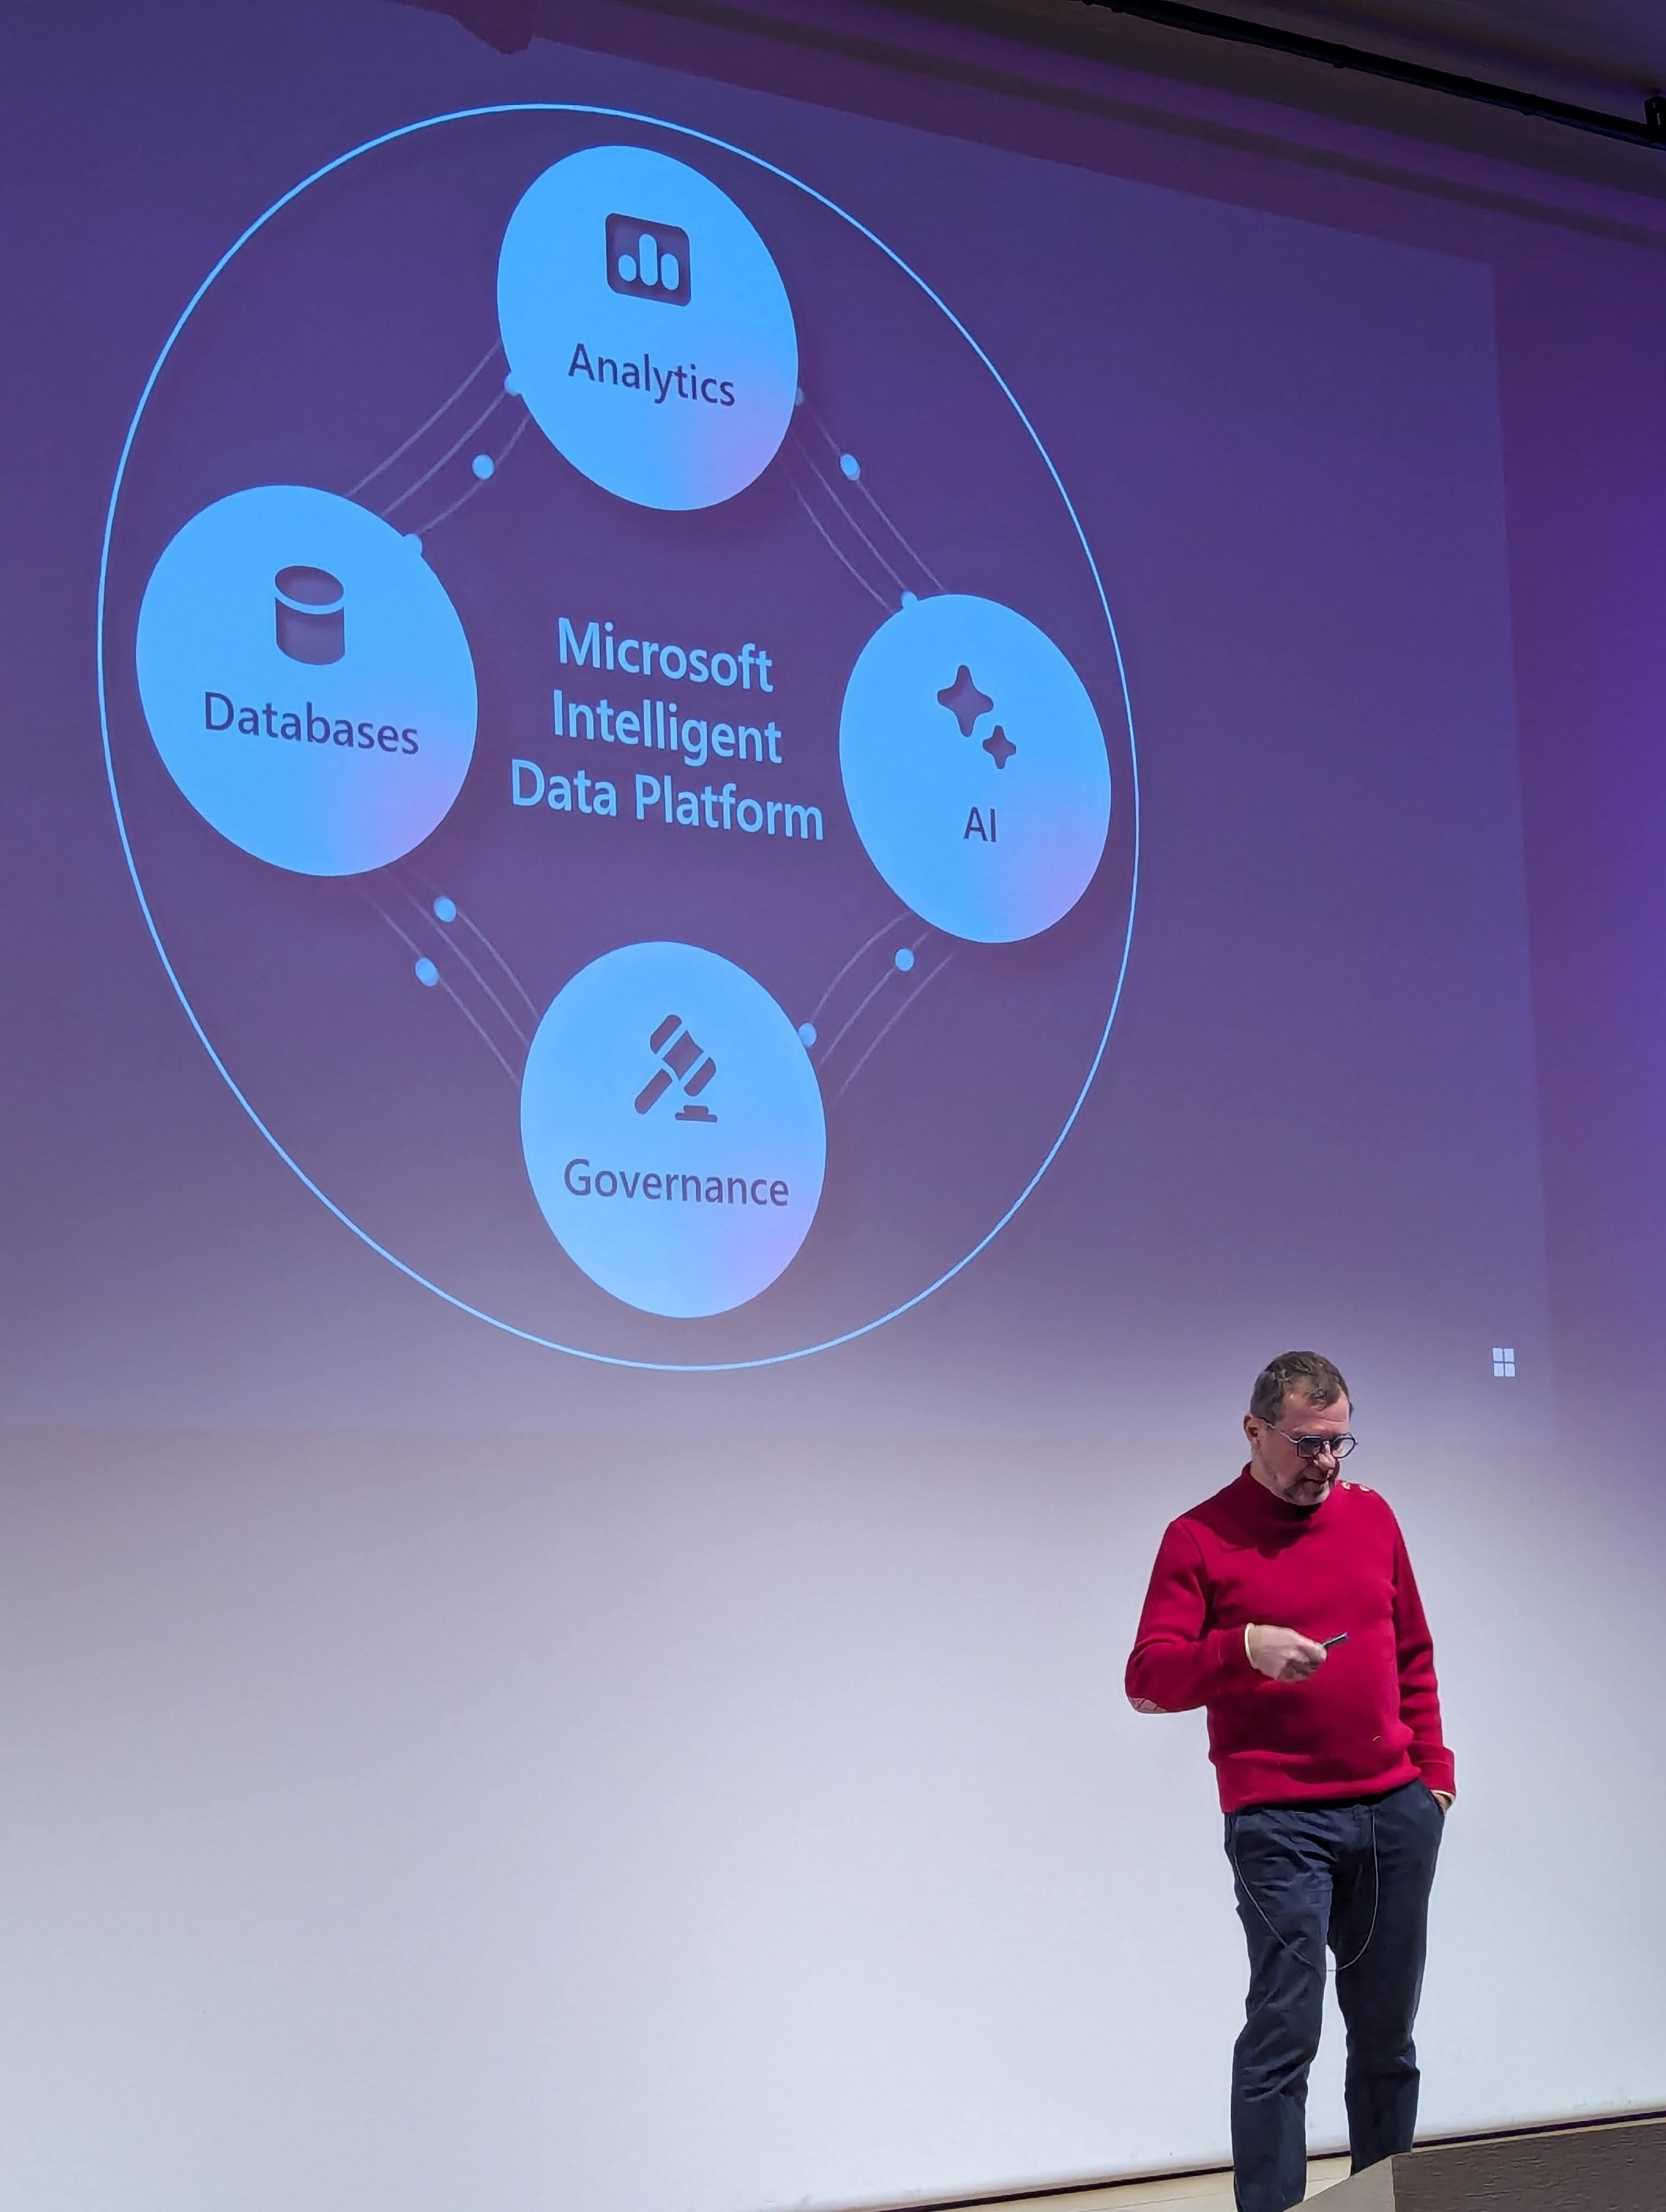 Analytics
Databases
Microsoft
Intelligent
Data Platform
AI
Governance